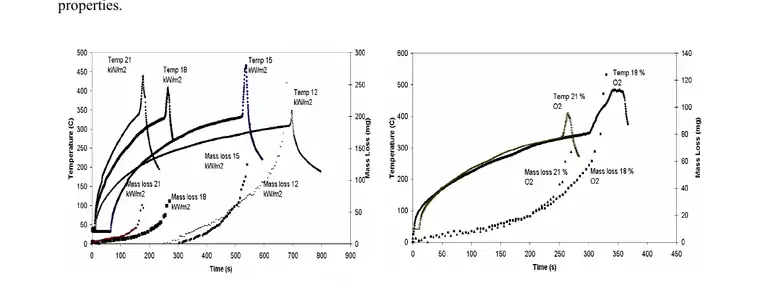 properties.
Temp 21
kW/m2
Temp 18
kW/m2
Temp 15
kW/m2
Temp 12
kW/m2
Mass loss 15
kW/m2
Mass loss 21
kW/m2
Mass loss 18
kW/m2
Mass loss 12
kW/m2
Temperature (C)
500
450
400
350
300
250
200
150
100
50
0
300
250
200
150
100
50
0
Mass Loss (mg)
0 100 200 300 400 500 600 700 800 900
Time (s)
Temp 18 %
O2
Temp 21 %
O2
Mass loss 21 %
O2
Mass loss 18 %
O2
Temperature (C)
600
500
400
300
200
100
0
140
120
100
80
60
40
20
0
Mass Loss (mg)
0 50 100 150 200 250 300 350 400 450
Time (s)